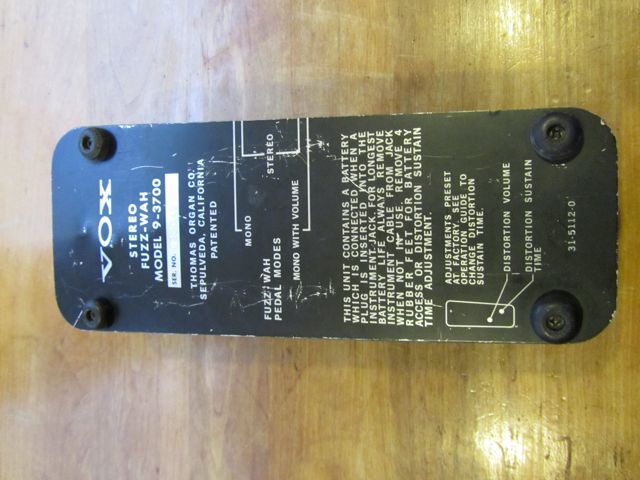 VOX
STEREO
FUZZ-WAH
MODEL 9-3700
SER. NO.
THOMAS ORGAN CO.
SEPULVEDA, CALIFORNIA
PATENTED
MONO
STEREO
MONO WITH VOLUME
FUZZ-WAH
PEDAL MODES
THIS UNIT CONTAINS A BATTERY
WHICH IS CONNECTED WHEN A
PLUG IS INSERTED INTO THE
INSTRUMENT JACK. FOR LONGEST
BATTERY LIFE ALWAYS REMOVE
INSTRUMENT CABLE FROM JACK
WHEN NOT IN USE. REMOVE 4
RUBBER FEET FOR BATTERY
ACCESS OR DISTORTION SUSTAIN
TIME ADJUSTMENT.
ADJUSTMENTS PRESET
AT FACTORY. SEE
OPERATION GUIDE TO
CHANGE DISTORTION
SUSTAIN TIME.
DISTORTION VOLUME
DISTORTION SUSTAIN
TIME
31-5112-0